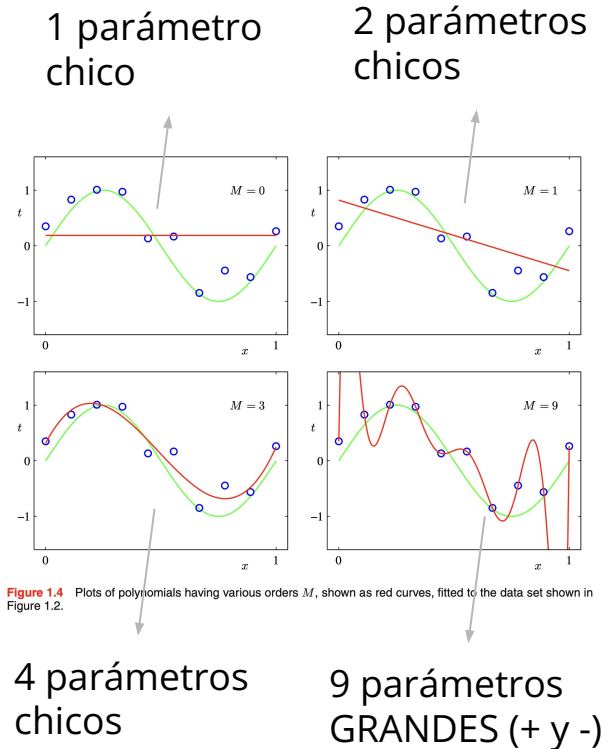 1 parámetro
chico
2 parámetros
chicos
1
t
0
−1
0
x
1
M = 0
1
t
0
−1
0
x
1
M = 1
1
t
0
−1
0
x
1
M = 3
1
t
0
−1
0
x
1
M = 9
Figure 1.4 Plots of polynomials having various orders M, shown as red curves, fitted to the data set shown in
Figure 1.2.
4 parámetros
chicos
9 parámetros
GRANDES (+ y -)